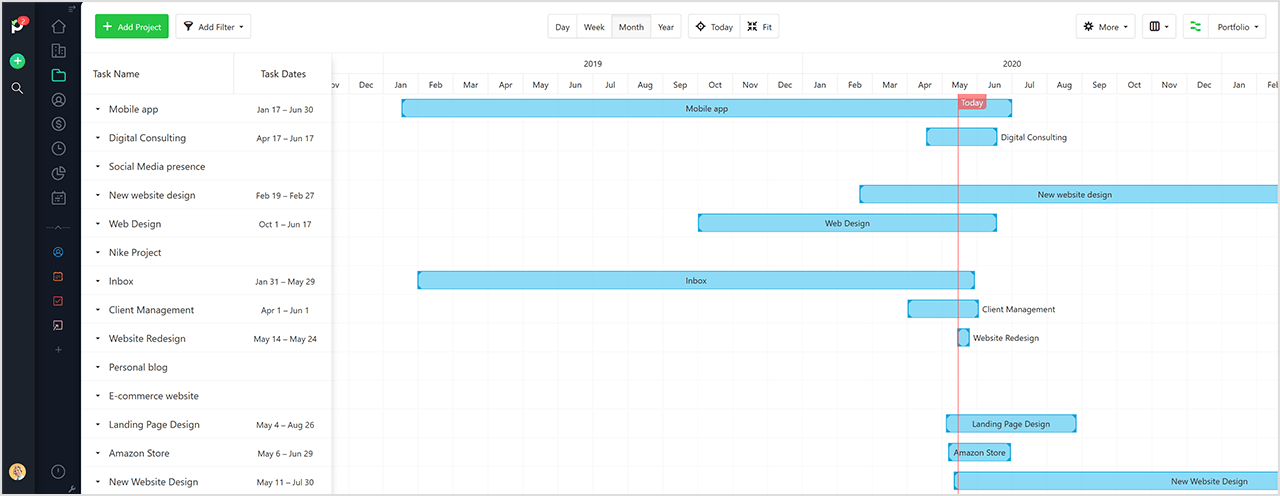 2
+ Add Project
Add Filter
Day Week Month Year
Today Fit
More
Portfolio
Task Name Task Dates
2019 2020
ov Dec Jan Feb Mar Apr May Jun Jul Aug Sep Oct Nov Dec Jan Feb Mar Apr May Jun Jul Aug Sep Oct Nov Dec Jan Feb
Today
Mobile app Jan 17 – Jun 30 Mobile app
Digital Consulting Apr 17 – Jun 17 Digital Consulting
Social Media presence
New website design Feb 19 – Feb 27 New website design
Web Design Oct 1 – Jun 17 Web Design
Nike Project
Inbox Jan 31 – May 29 Inbox
Client Management Apr 1 – Jun 1 Client Management
Website Redesign May 14 – May 24 Website Redesign
Personal blog
E-commerce website
Landing Page Design May 4 – Aug 26 Landing Page Design
Amazon Store May 6 – Jun 29 Amazon Store
New Website Design May 11 – Jul 30 New Website Design